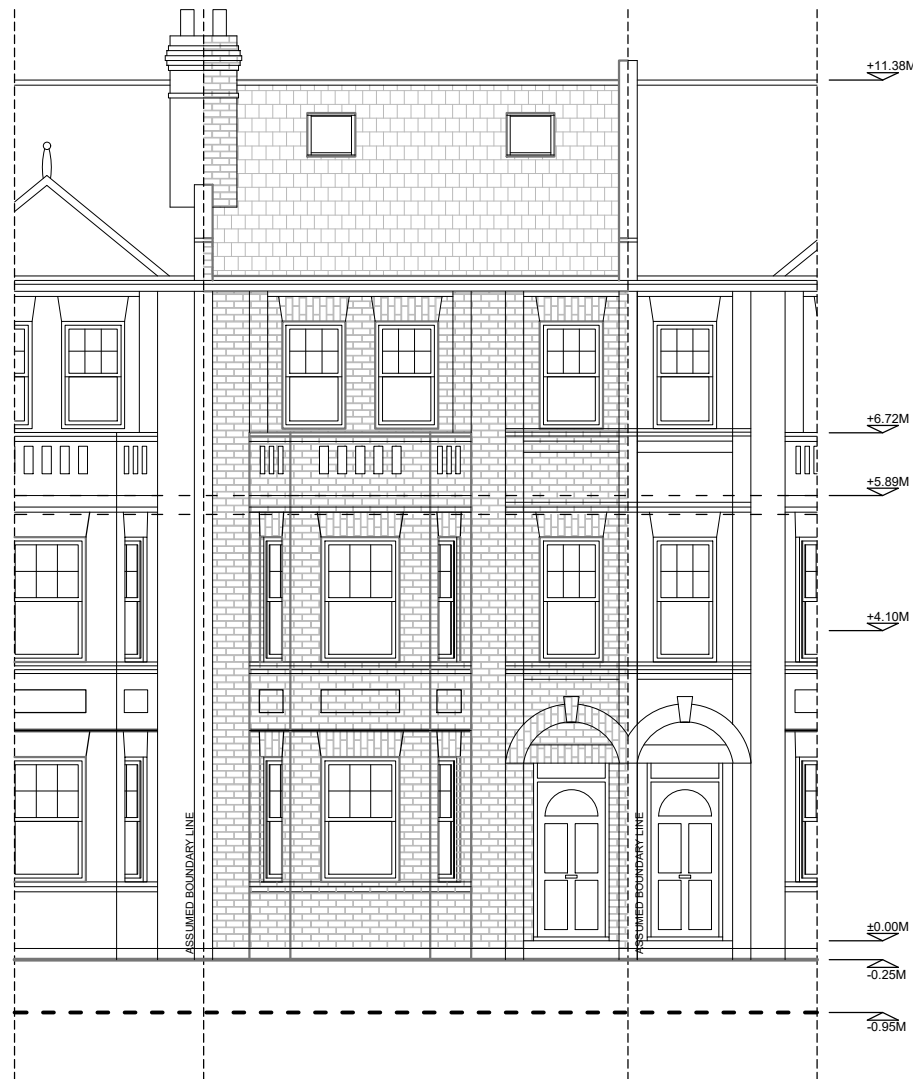 +11.38M
+6.72M
+5.89M
+4.10M
ASSUMED BOUNDARY LINE
ASSUMED BOUNDARY LINE
±0.00M
-0.25M
-0.95M